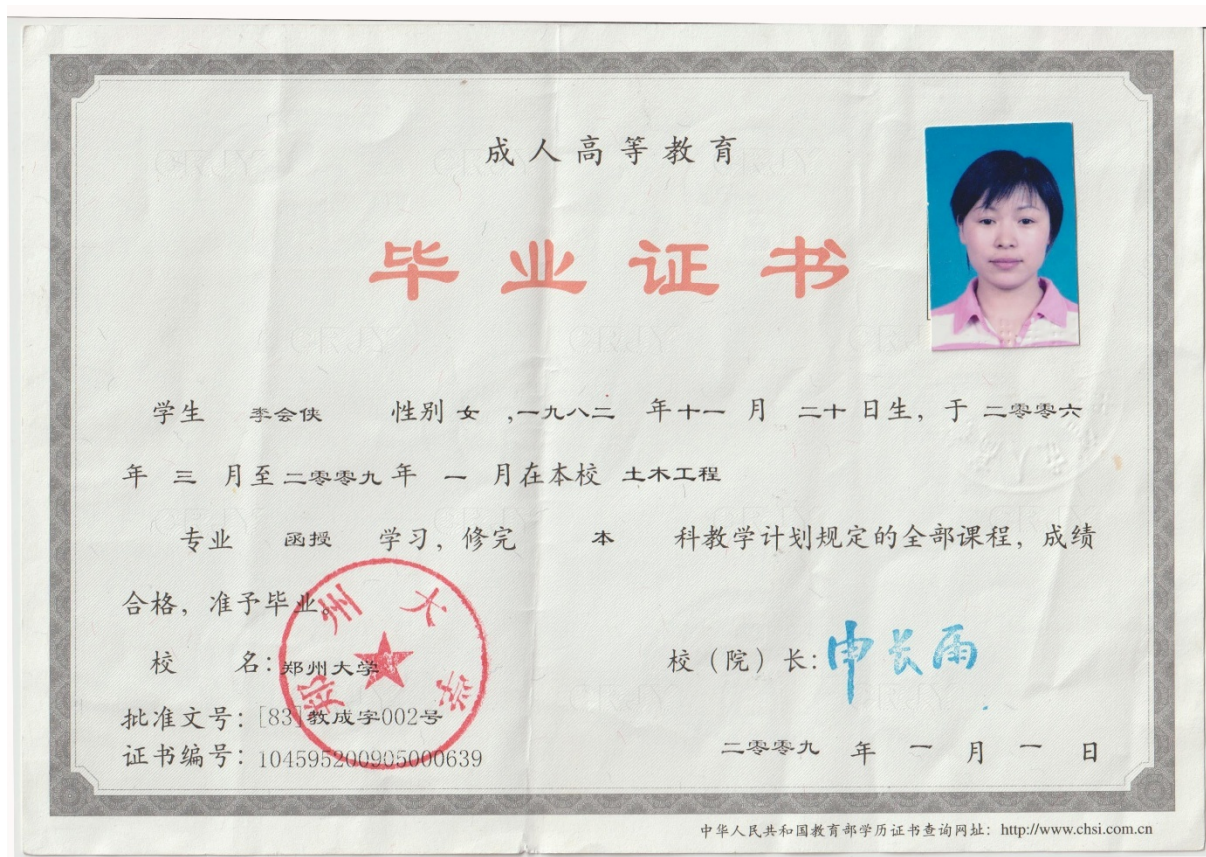 成人高等教育
毕业证书
学生 李会侠 性别 女 ,一九八二 年十一 月 二十 日生，于 二零零六
年 三 月至二零零九年 一 月在本校 土木工程
专业 函授 学习，修完 本 科教学计划规定的全部课程，成绩
合格，准予毕业。
校 名：郑州大学
郑州大学
校（院）长：申长雨
批准文号：[83]教成字002号
证书编号：104595200905000639
二零零九 年 一 月 一 日
中华人民共和国教育部学历证书查询网址：http://www.chsi.com.cn